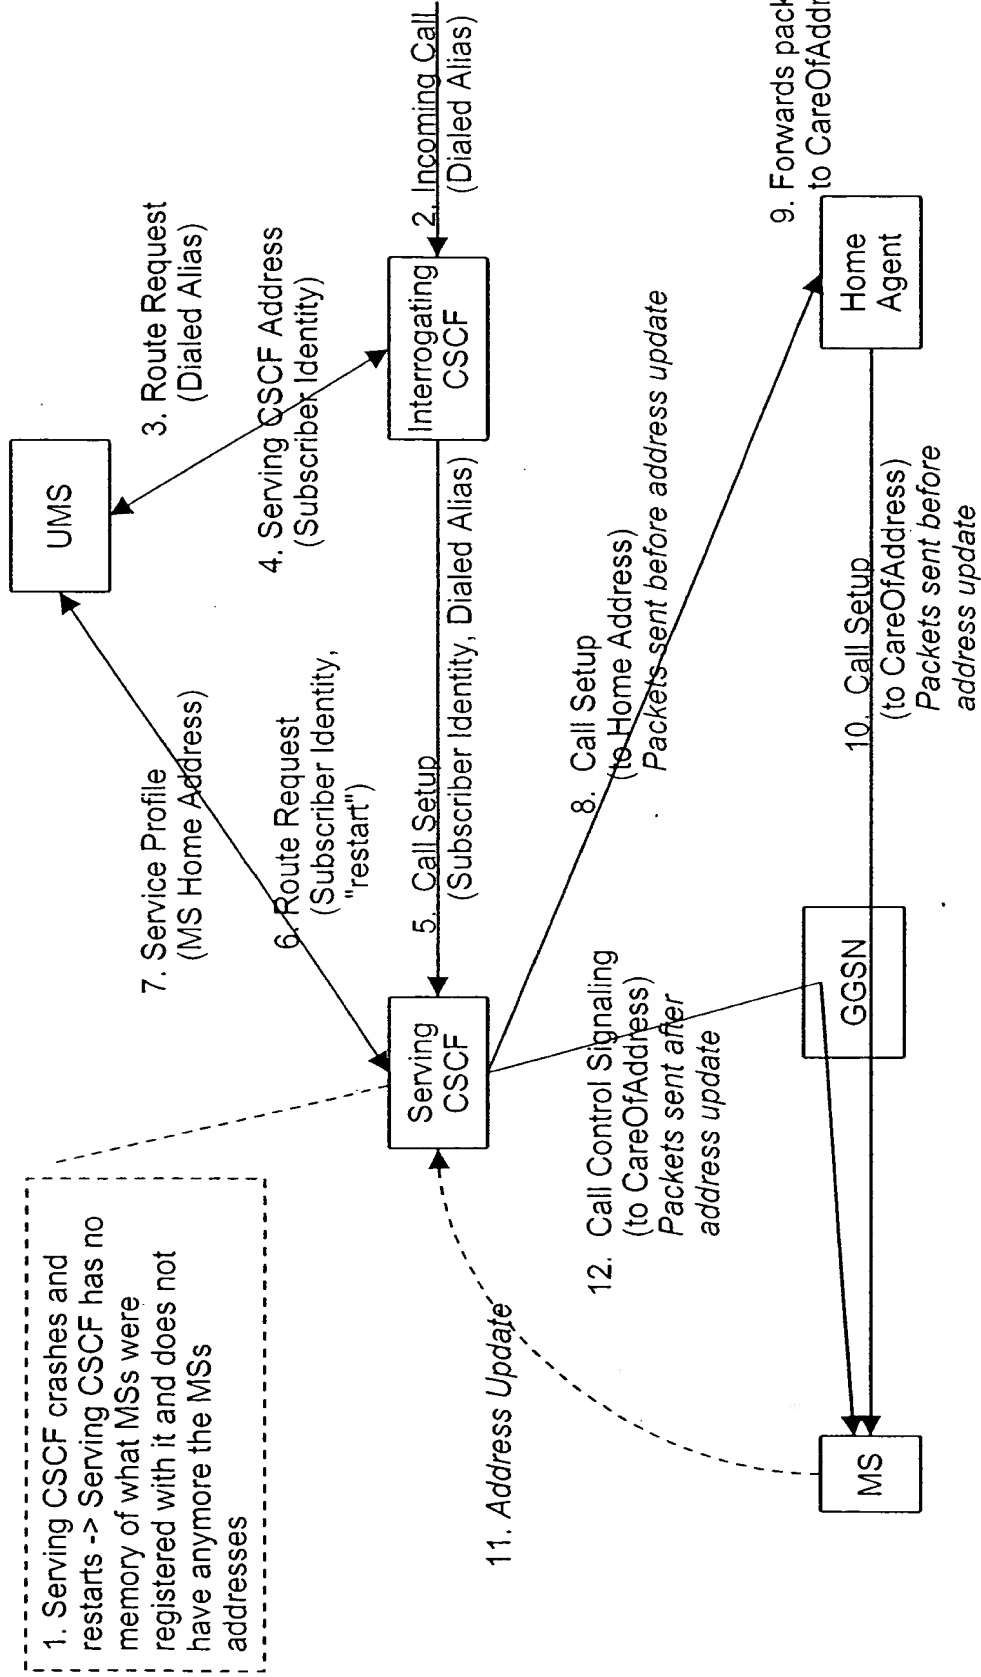 1. Serving CSCF crashes and
restarts -> Serving CSCF has no
memory of what MSs were
registered with it and does not
have anymore the MSs
addresses
UMS
7. Service Profile
(MS Home Address)
3. Route Request
(Dialed Alias)
4. Serving CSCF Address
(Subscriber Identity)
6. Route Request
(Subscriber Identity,
"restart")
Serving
CSCF
5. Call Setup
(Subscriber Identity, Dialed Alias)
Interrogating
CSCF
2. Incoming Call
(Dialed Alias)
11. Address Update
12. Call Control Signaling
(to CareOfAddress)
Packets sent after
address update
8. Call Setup
(to Home Address)
Packets sent before address update
9. Forwards
to
MS
GGSN
10. Call Setup
(to CareOfAddress)
Packets sent before
address update
Home
Agent